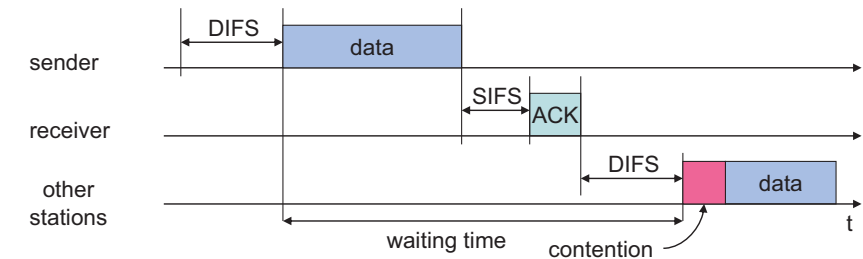 DIFS
data
sender
SIFS
ACK
receiver
DIFS
data
other
stations
t
waiting time
contention